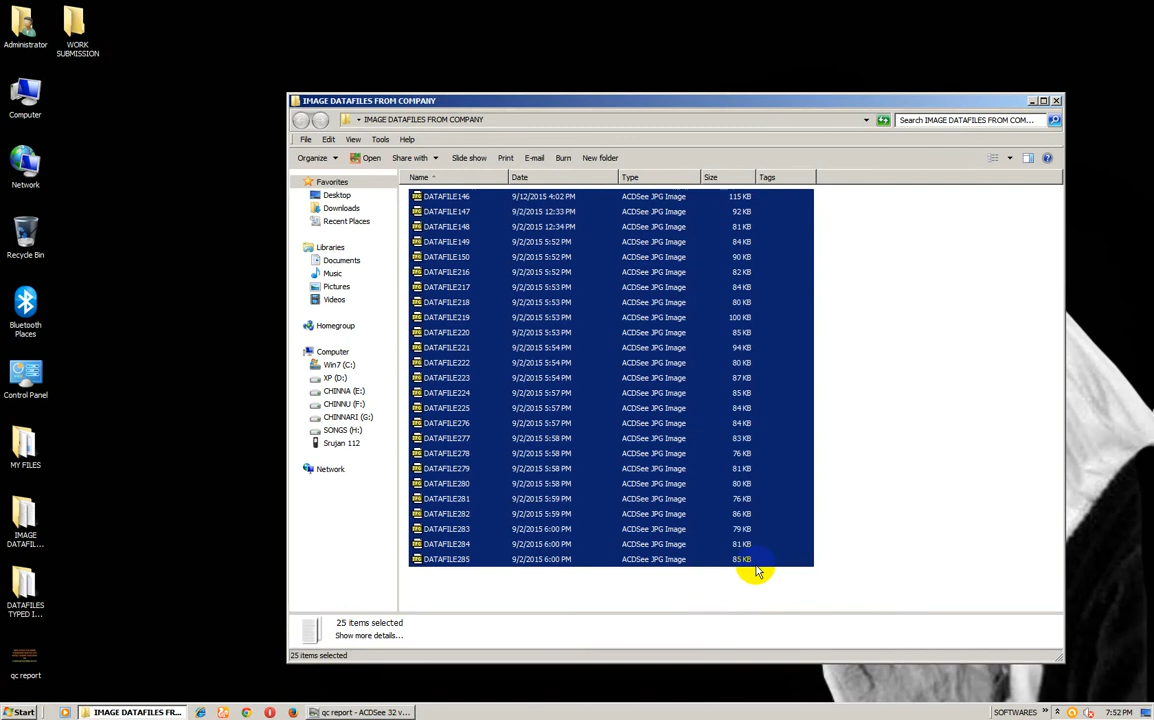 Administrator
WORK
SUBMISSION
Computer
Network
Recycle Bin
Bluetooth
Places
Control Panel
MY FILES
IMAGE
DATAFIL...
DATAFILES
TYPED I...
qc report
IMAGE DATAFILES FROM COMPANY
IMAGE DATAFILES FROM COMPANY
Search IMAGE DATAFILES FROM COM...
File Edit View Tools Help
Organize Open Share with Slide show Print E-mail Burn New folder
Favorites
Desktop
Downloads
Recent Places
Libraries
Documents
Music
Pictures
Videos
Homegroup
Computer
Win7 (C:)
XP (D:)
CHINNA (E:)
CHINNU (F:)
CHINNARI (G:)
SONGS (H:)
Srujan 112
Network
Name Date Type Size Tags
DATAFILE146 9/12/2015 4:02 PM ACDSee JPG Image 115 KB
DATAFILE147 9/2/2015 12:33 PM ACDSee JPG Image 92 KB
DATAFILE148 9/2/2015 12:34 PM ACDSee JPG Image 81 KB
DATAFILE149 9/2/2015 5:52 PM ACDSee JPG Image 84 KB
DATAFILE150 9/2/2015 5:52 PM ACDSee JPG Image 90 KB
DATAFILE216 9/2/2015 5:52 PM ACDSee JPG Image 82 KB
DATAFILE217 9/2/2015 5:53 PM ACDSee JPG Image 84 KB
DATAFILE218 9/2/2015 5:53 PM ACDSee JPG Image 80 KB
DATAFILE219 9/2/2015 5:53 PM ACDSee JPG Image 100 KB
DATAFILE220 9/2/2015 5:53 PM ACDSee JPG Image 85 KB
DATAFILE221 9/2/2015 5:54 PM ACDSee JPG Image 94 KB
DATAFILE222 9/2/2015 5:54 PM ACDSee JPG Image 80 KB
DATAFILE223 9/2/2015 5:54 PM ACDSee JPG Image 87 KB
DATAFILE224 9/2/2015 5:57 PM ACDSee JPG Image 85 KB
DATAFILE225 9/2/2015 5:57 PM ACDSee JPG Image 84 KB
DATAFILE276 9/2/2015 5:57 PM ACDSee JPG Image 84 KB
DATAFILE277 9/2/2015 5:58 PM ACDSee JPG Image 83 KB
DATAFILE278 9/2/2015 5:58 PM ACDSee JPG Image 76 KB
DATAFILE279 9/2/2015 5:58 PM ACDSee JPG Image 81 KB
DATAFILE280 9/2/2015 5:58 PM ACDSee JPG Image 80 KB
DATAFILE281 9/2/2015 5:59 PM ACDSee JPG Image 76 KB
DATAFILE282 9/2/2015 5:59 PM ACDSee JPG Image 86 KB
DATAFILE283 9/2/2015 6:00 PM ACDSee JPG Image 79 KB
DATAFILE284 9/2/2015 6:00 PM ACDSee JPG Image 81 KB
DATAFILE285 9/2/2015 6:00 PM ACDSee JPG Image 85 KB
25 items selected
Show more details...
25 items selected
Start IMAGE DATAFILES FR... qc report - ACDSee 32 v... SOFTWARES 7:52 PM